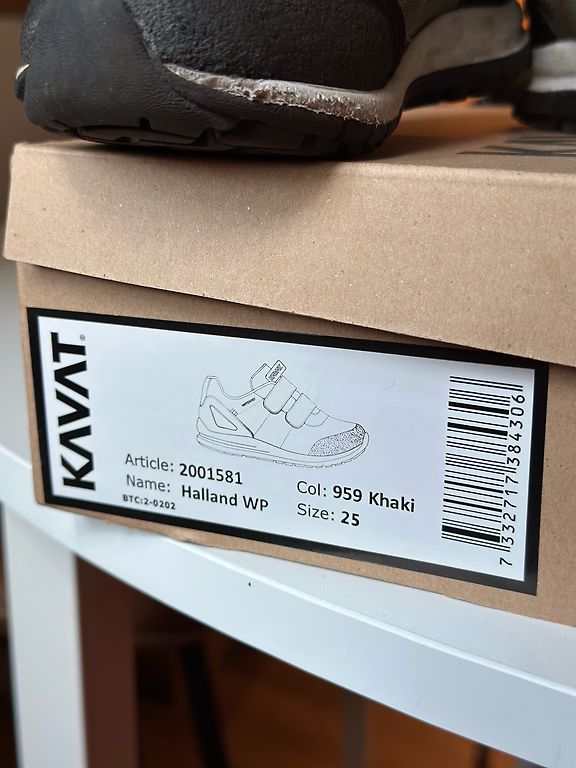 KAVAT®
Article: 2001581
Name: Halland WP
BTC:2-0202
Col: 959 Khaki
Size: 25
7 332717 384306